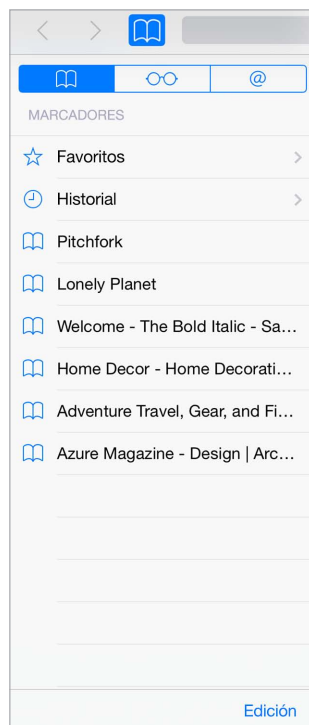 @
MARCADORES
Favoritos
Historial
Pitchfork
Lonely Planet
Welcome - The Bold Italic - Sa...
Home Decor - Home Decorati...
Adventure Travel, Gear, and Fi...
Azure Magazine - Design | Arc...
Edición